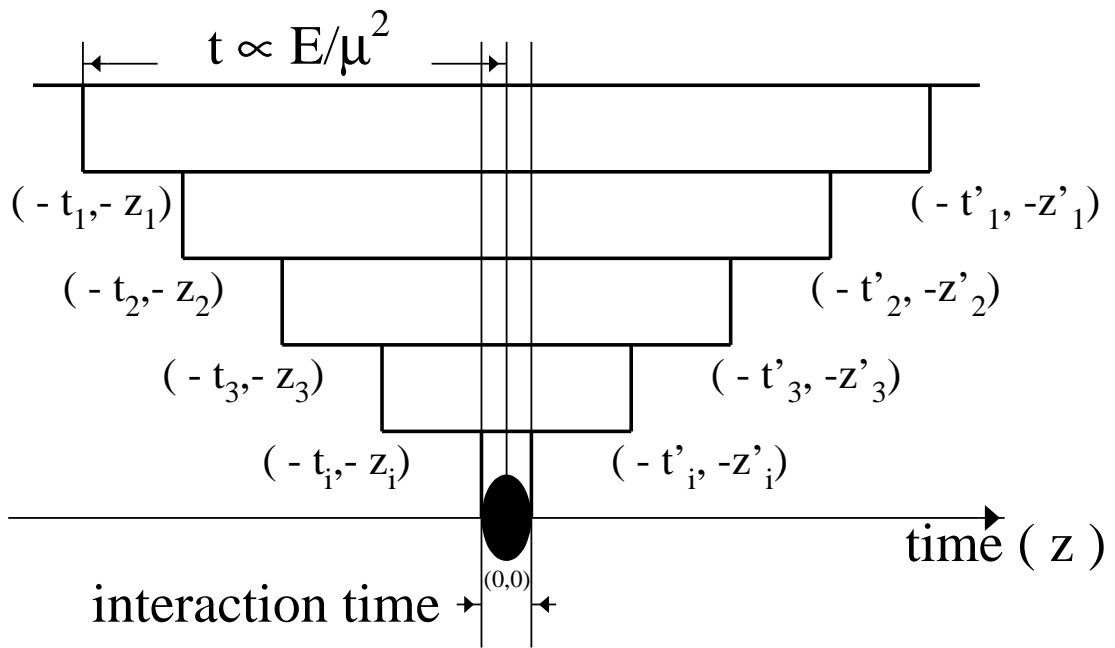 t ∝ E/μ²
( - t₁,- z₁) ( - t’₁, -z’₁)
( - t₂,- z₂) ( - t’₂, -z’₂)
( - t₃,- z₃) ( - t’₃, -z’₃)
( - tᵢ,- zᵢ) ( - t’ᵢ, -z’ᵢ)
time ( z )
(0,0)
interaction time